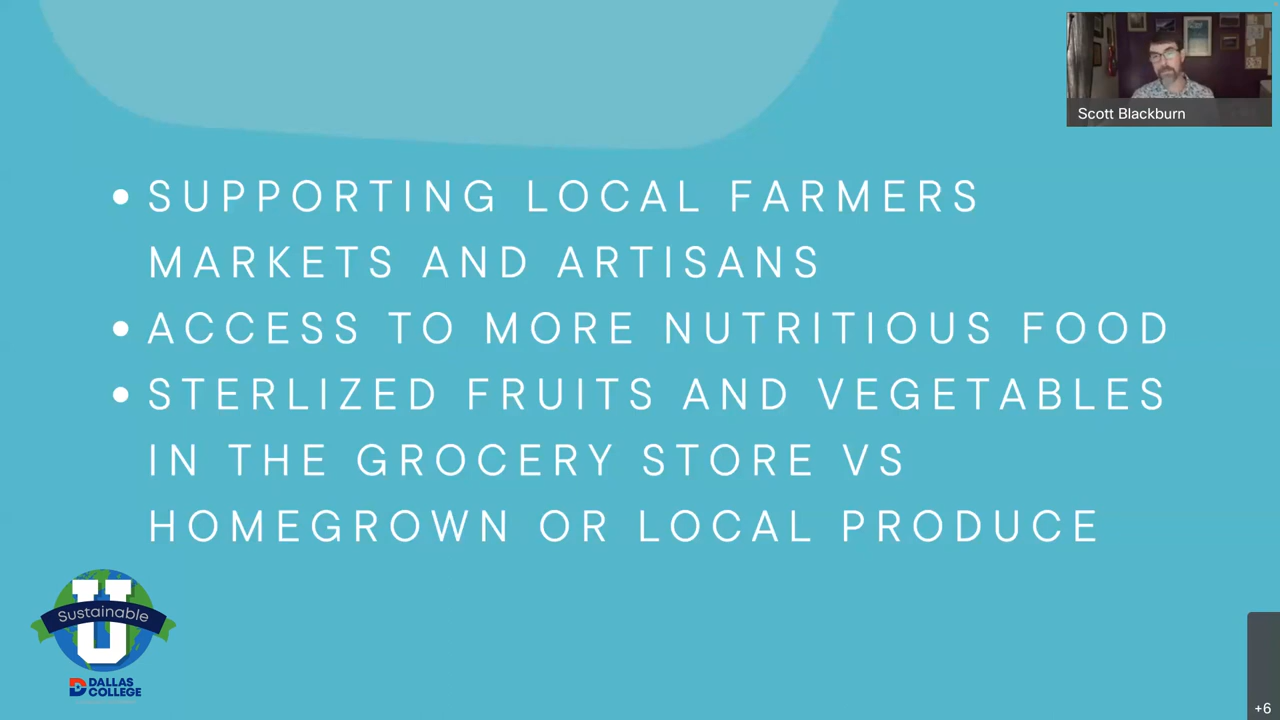 Scott Blackburn
• SUPPORTING LOCAL FARMERS
MARKETS AND ARTISANS
• ACCESS TO MORE NUTRITIOUS FOOD
• STERLIZED FRUITS AND VEGETABLES
IN THE GROCERY STORE VS
HOMEGROWN OR LOCAL PRODUCE
U
Sustainable
DALLAS
COLLEGE
+6